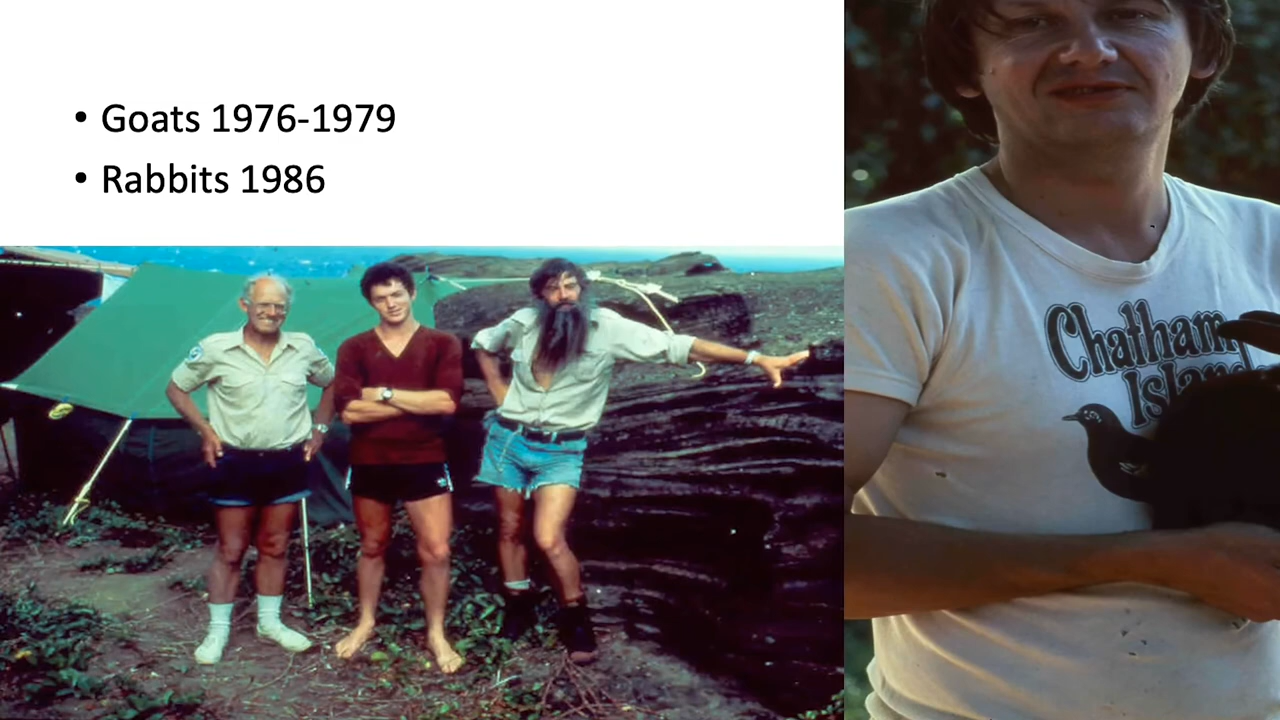 • Goats 1976-1979
• Rabbits 1986
Chatham
Island